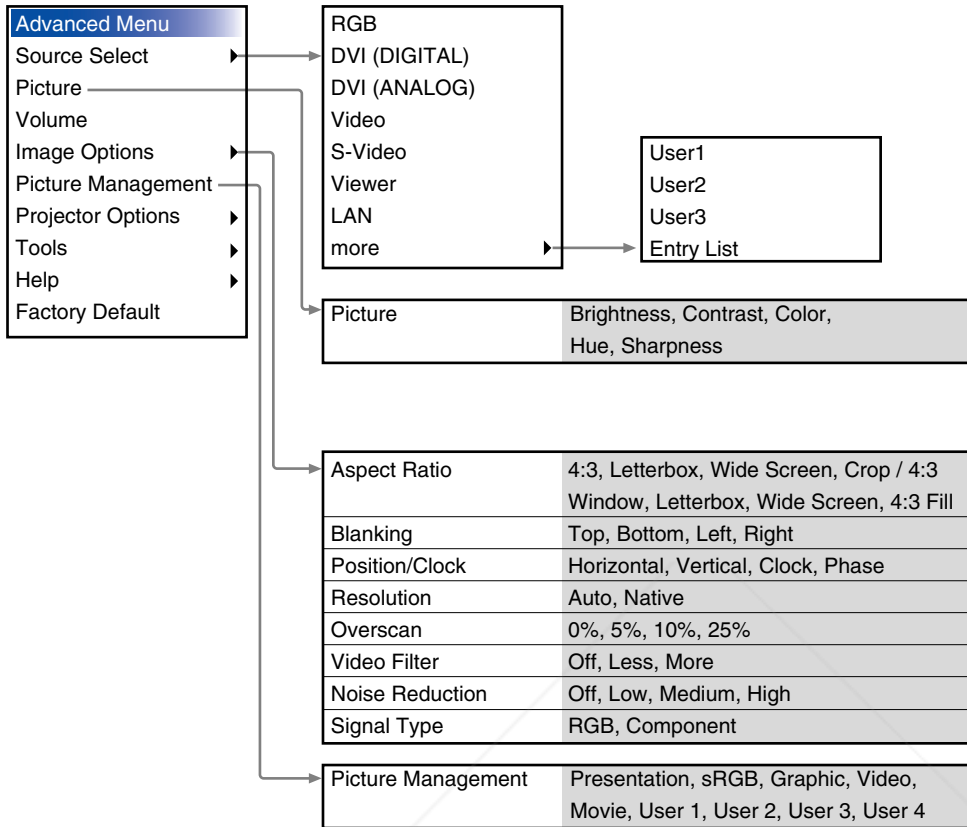 Advanced Menu
Source Select
Picture
Volume
Image Options
Picture Management
Projector Options
Tools
Help
Factory Default
RGB
DVI (DIGITAL)
DVI (ANALOG)
Video
S-Video
Viewer
LAN
more
User1
User2
User3
Entry List
Picture Brightness, Contrast, Color,
Hue, Sharpness
Aspect Ratio 4:3, Letterbox, Wide Screen, Crop / 4:3
Window, Letterbox, Wide Screen, 4:3 Fill
Blanking Top, Bottom, Left, Right
Position/Clock Horizontal, Vertical, Clock, Phase
Resolution Auto, Native
Overscan 0%, 5%, 10%, 25%
Video Filter Off, Less, More
Noise Reduction Off, Low, Medium, High
Signal Type RGB, Component
Picture Management Presentation, sRGB, Graphic, Video,
Movie, User 1, User 2, User 3, User 4